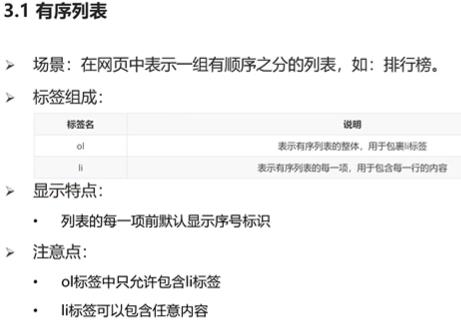 3.1 有序列表
➢ 场景：在网页中表示一组有顺序之分的列表，如：排行榜。
➢ 标签组成：
标签名 说明
ol 表示有序列表的整体，用于包裹li标签
li 表示有序列表的每一项，用于包含每一行的内容
➢ 显示特点：
• 列表的每一项前默认显示序号标识
➢ 注意点：
• ol标签中只允许包含li标签
• li标签可以包含任意内容